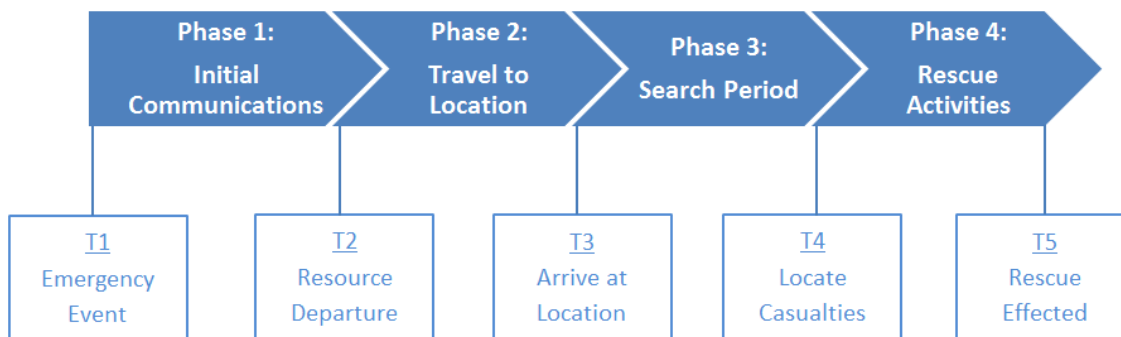 Phase 1:
Initial
Communications
Phase 2:
Travel to
Location
Phase 3:
Search Period
Phase 4:
Rescue
Activities
T1
Emergency
Event
T2
Resource
Departure
T3
Arrive at
Location
T4
Locate
Casualties
T5
Rescue
Effected